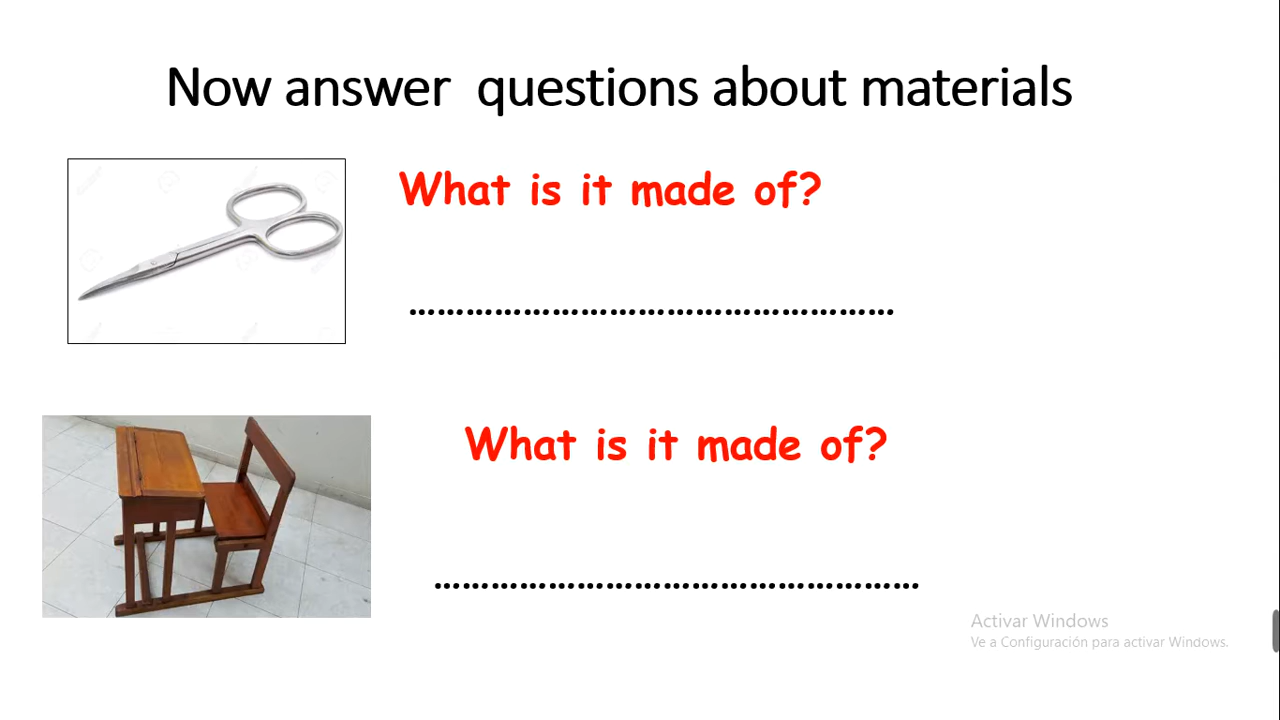 Now answer questions about materials
What is it made of?
...............................................
What is it made of?
...............................................
Activar Windows
Ve a Configuración para activar Windows.